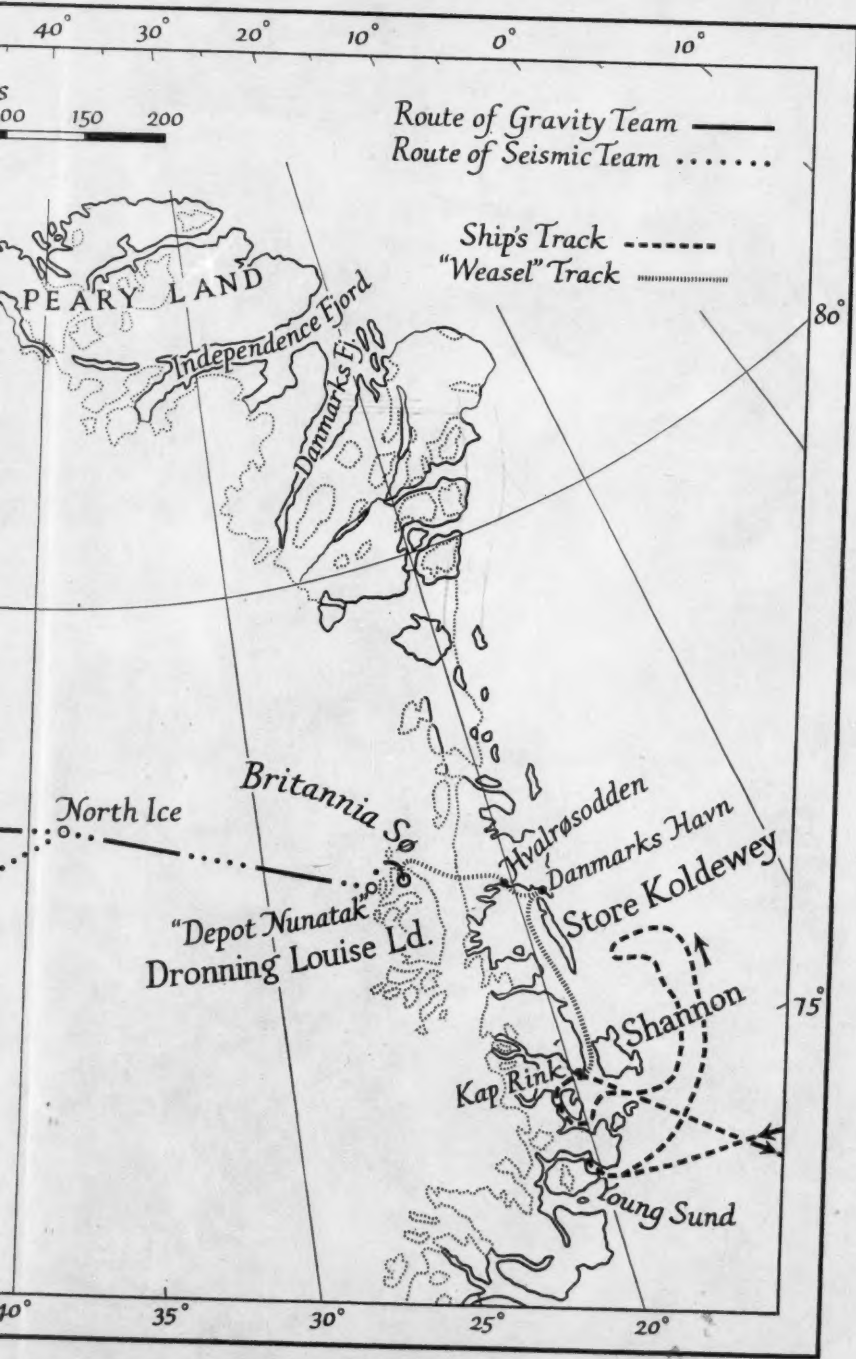 40° 30° 20° 10° 0° 10°
s
00 150 200
Route of Gravity Team
Route of Seismic Team
Ship's Track
"Weasel" Track
PEARY LAND
80°
Independence Fjord
Danmarks Fj.
Britannia Sø
North Ice
Hvalrøsodden
Danmarks Havn
Store Koldewey
"Depot Nunatak"
Dronning Louise Ld.
75°
Shannon
Kap Rink
Young Sund
40° 35° 30° 25° 20°